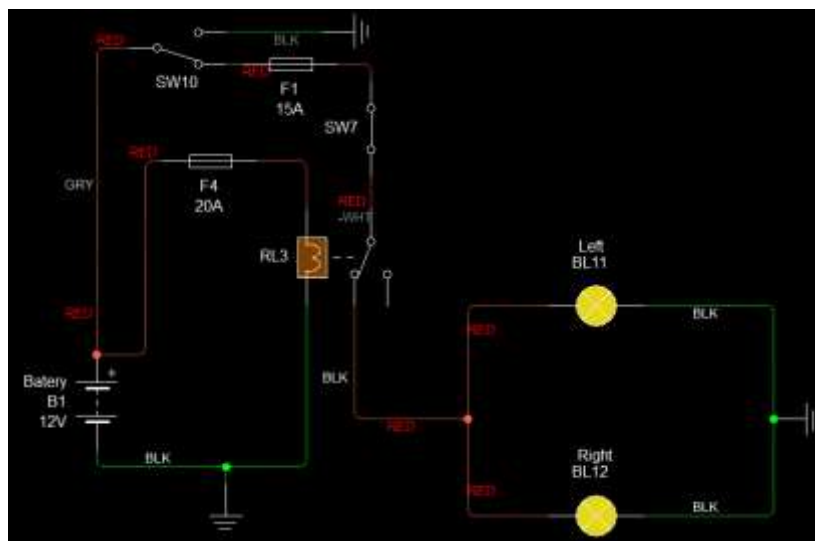 RED
BLK
SW10
RED
F1
15A
SW7
RED
F4
20A
GRY
RED
-WHT
RL3
Left
BL11
RED
RED
BLK
Batery
B1
12V
+
BLK
RED
BLK
Right
BL12
RED
BLK